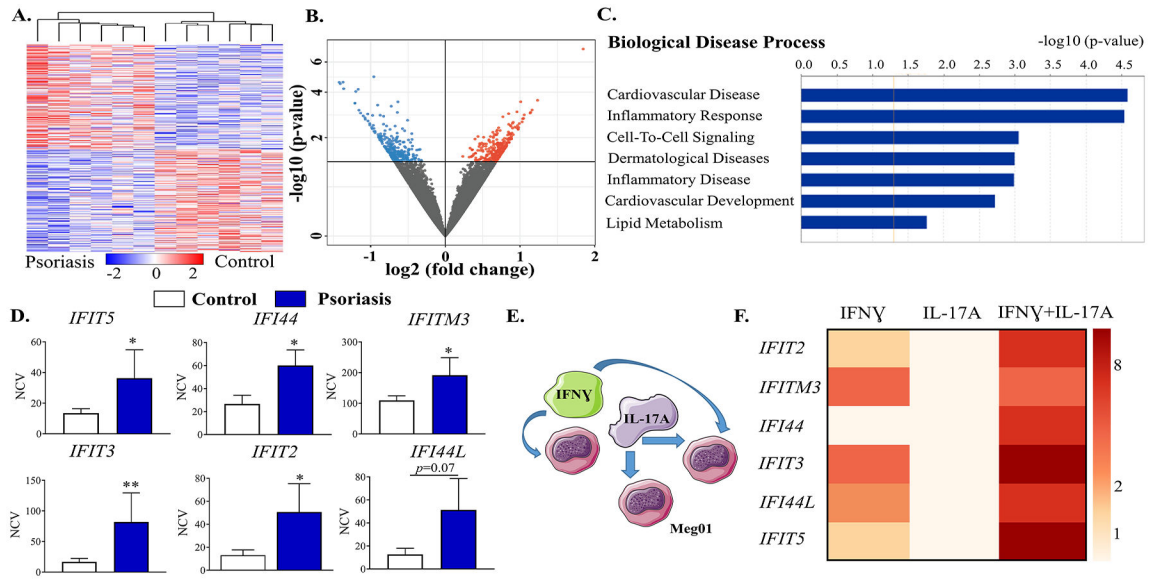 A.
Psoriasis
Control
-2 0 2
B.
-log10 (p-value)
6
4
2
0
-1 0 1 2
log2 (fold change)
C.
Biological Disease Process
-log10 (p-value)
0.0 0.5 1.0 1.5 2.0 2.5 3.0 3.5 4.0 4.5
Cardiovascular Disease
Inflammatory Response
Cell-To-Cell Signaling
Dermatological Diseases
Inflammatory Disease
Cardiovascular Development
Lipid Metabolism
Control Psoriasis
D.
IFIT5
NCV
60
40
20
0
*
IFI44
NCV
80
60
40
20
0
*
IFITM3
NCV
300
200
100
0
*
IFIT3
NCV
150
100
50
0
**
IFIT2
NCV
80
60
40
20
0
*
IFI44L
p=0.07
NCV
80
60
40
20
0
E.
IFNɣ
IL-17A
Meg01
F.
IFNɣ IL-17A IFNɣ+IL-17A
IFIT2
IFITM3
IFI44
IFIT3
IFI44L
IFIT5
8
2
1